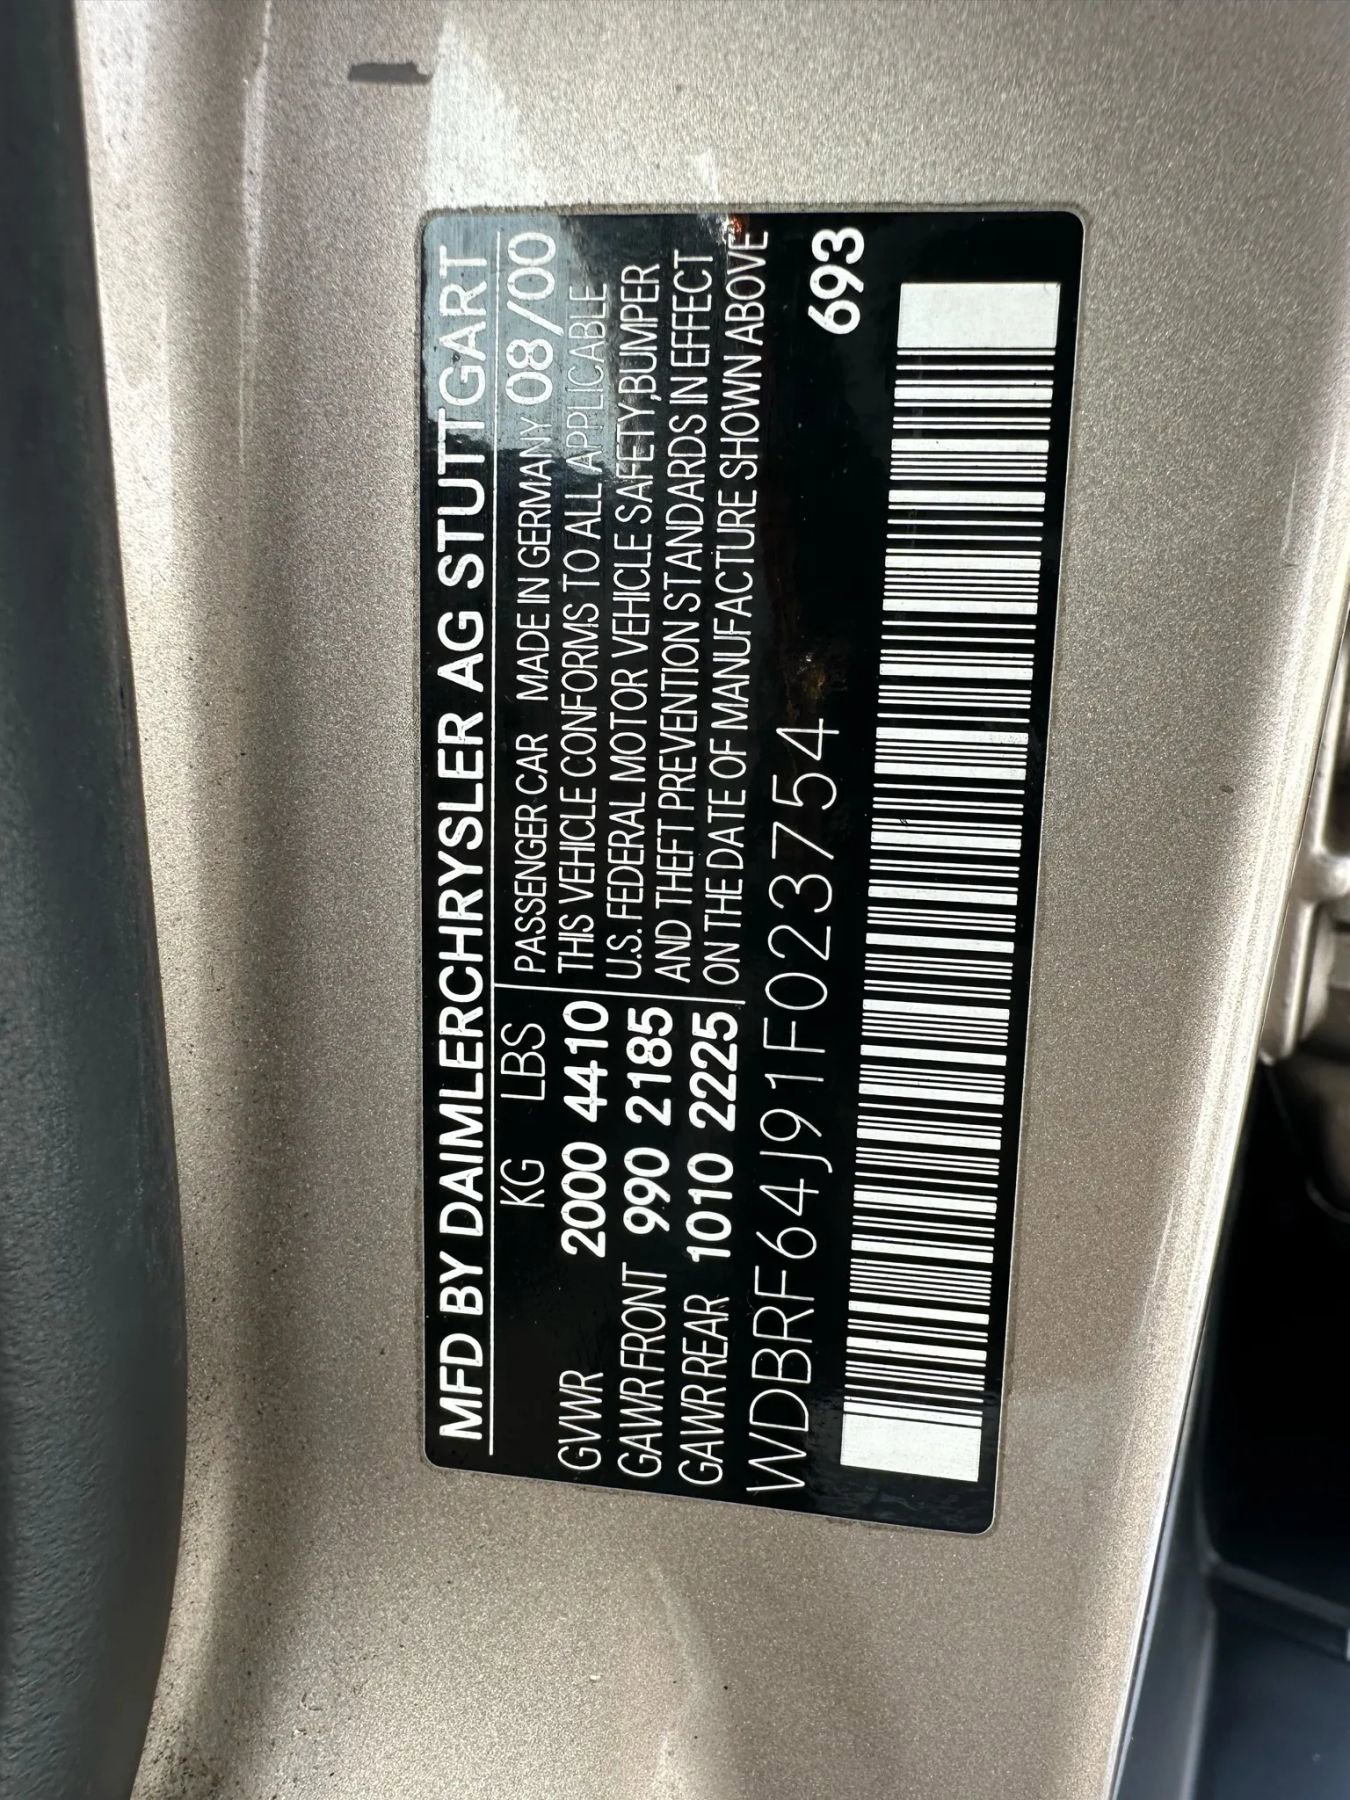 MFD BY DAIMLERCHRYSLER AG STUTTGART
KG LBS
GVWR 2000 4410
GAWR FRONT 990 2185
GAWR REAR 1010 2225
PASSENGER CAR MADE IN GERMANY 08/00
THIS VEHICLE CONFORMS TO ALL APPLICABLE
U.S. FEDERAL MOTOR VEHICLE SAFETY,BUMPER
AND THEFT PREVENTION STANDARDS IN EFFECT
ON THE DATE OF MANUFACTURE SHOWN ABOVE
WDBRF64J91F023754
693